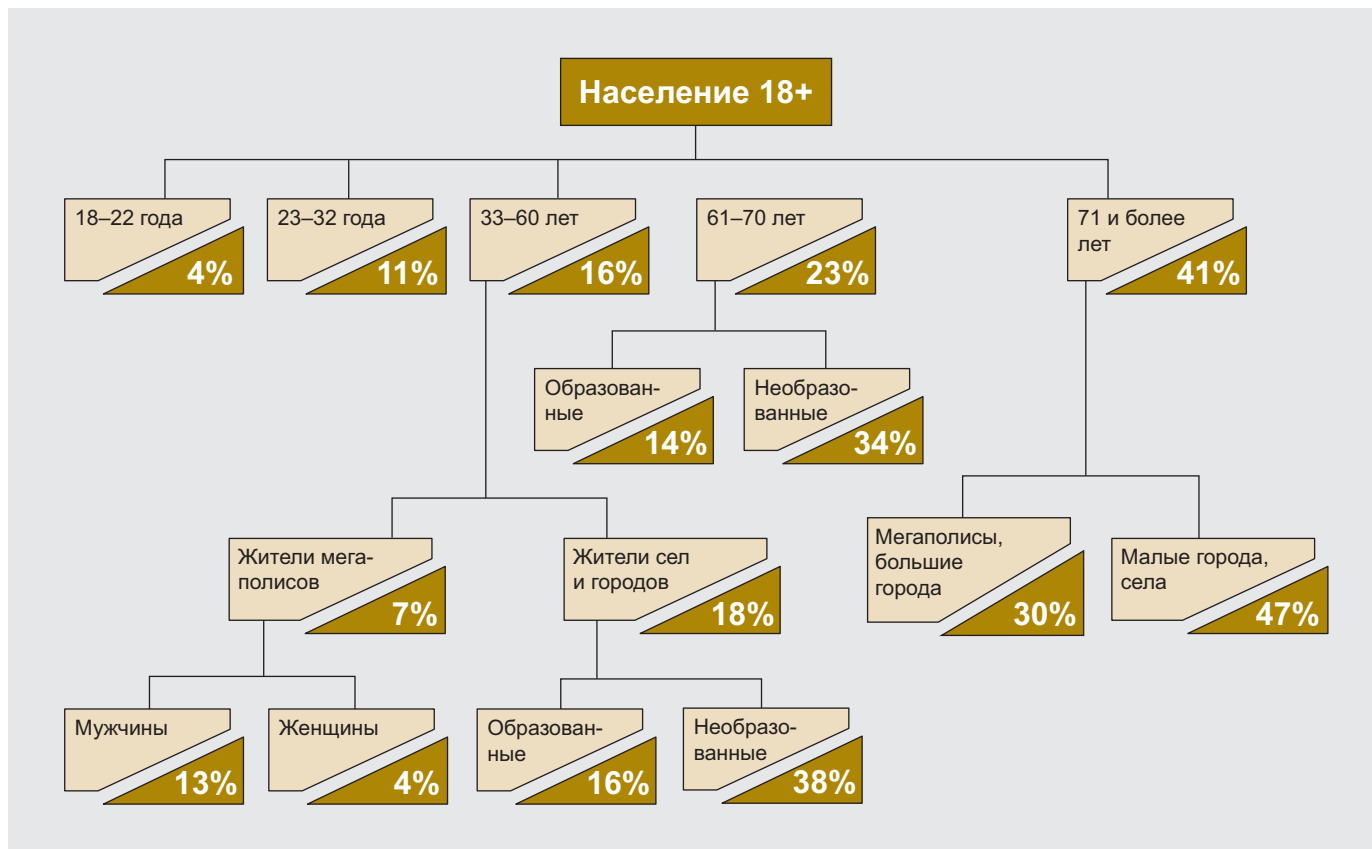 Население 18+
18–22 года
4%
23–32 года
11%
33–60 лет
16%
61–70 лет
23%
71 и более
лет
41%
Образован-
ные
14%
Необразо-
ванные
34%
Жители мега-
полисов
7%
Жители сел
и городов
18%
Мегаполисы,
большие
города
30%
Малые города,
села
47%
Мужчины
13%
Женщины
4%
Образован-
ные
16%
Необразо-
ванные
38%